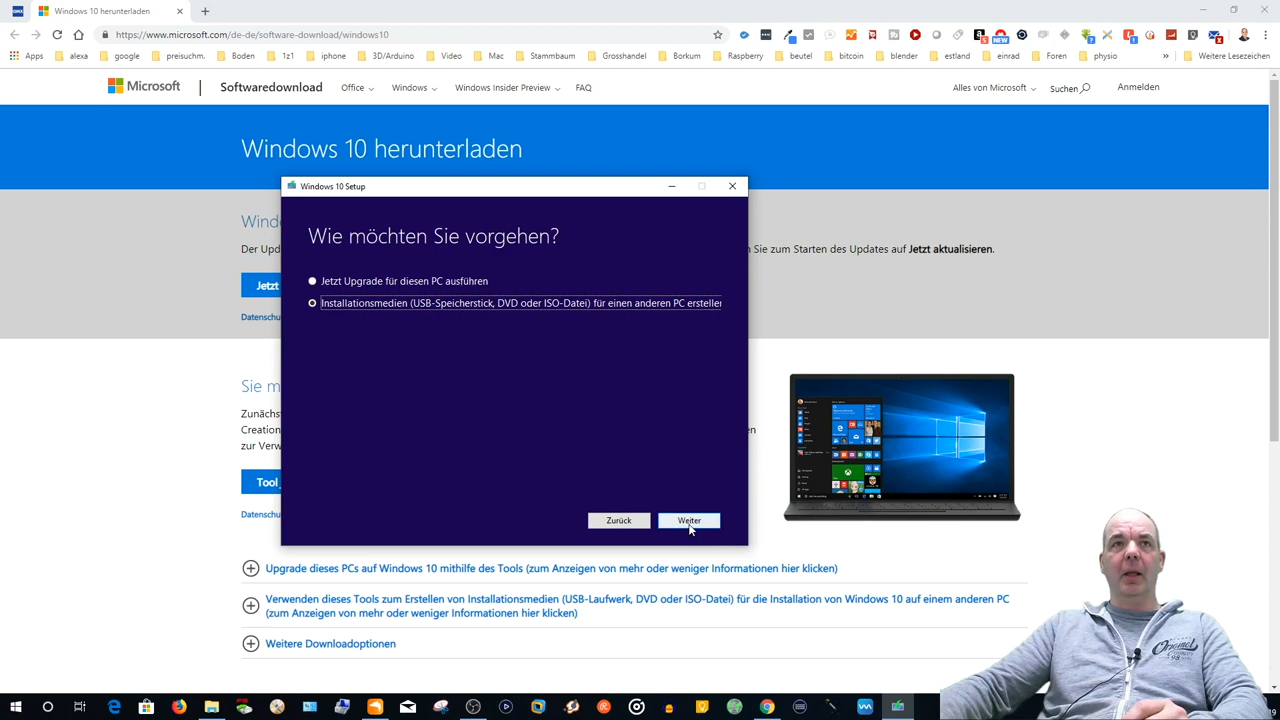 GMX
Windows 10 herunterladen
https://www.microsoft.com/de-de/software-download/windows10
Apps
alexa
google
preisuchm.
Boden
1z1
iphone
3D/Arduino
Video
Mac
Stammbaum
Grosshandel
Borkum
Raspberry
beutel
bitcoin
blender
estland
einrad
Foren
physio
»
Weitere Lesezeichen
Microsoft
Softwaredownload
Office
Windows
Windows Insider Preview
FAQ
Alles von Microsoft
Suchen
Anmelden
Windows 10 herunterladen
Windows 10 Setup
Wind
Der Upd
Sie zum Starten des Updates auf Jetzt aktualisieren.
Jetzt
Datenschu
Wie möchten Sie vorgehen?
Jetzt Upgrade für diesen PC ausführen
Installationsmedien (USB-Speicherstick, DVD oder ISO-Datei) für einen anderen PC ersteller
Zurück
Weiter
Sie m
Zunächs
Creation
en
zur Verw
Tool
Datenschu
Upgrade dieses PCs auf Windows 10 mithilfe des Tools (zum Anzeigen von mehr oder weniger Informationen hier klicken)
Verwenden dieses Tools zum Erstellen von Installationsmedien (USB-Laufwerk, DVD oder ISO-Datei) für die Installation von Windows 10 auf einem anderen PC
(zum Anzeigen von mehr oder weniger Informationen hier klicken)
Weitere Downloadoptionen